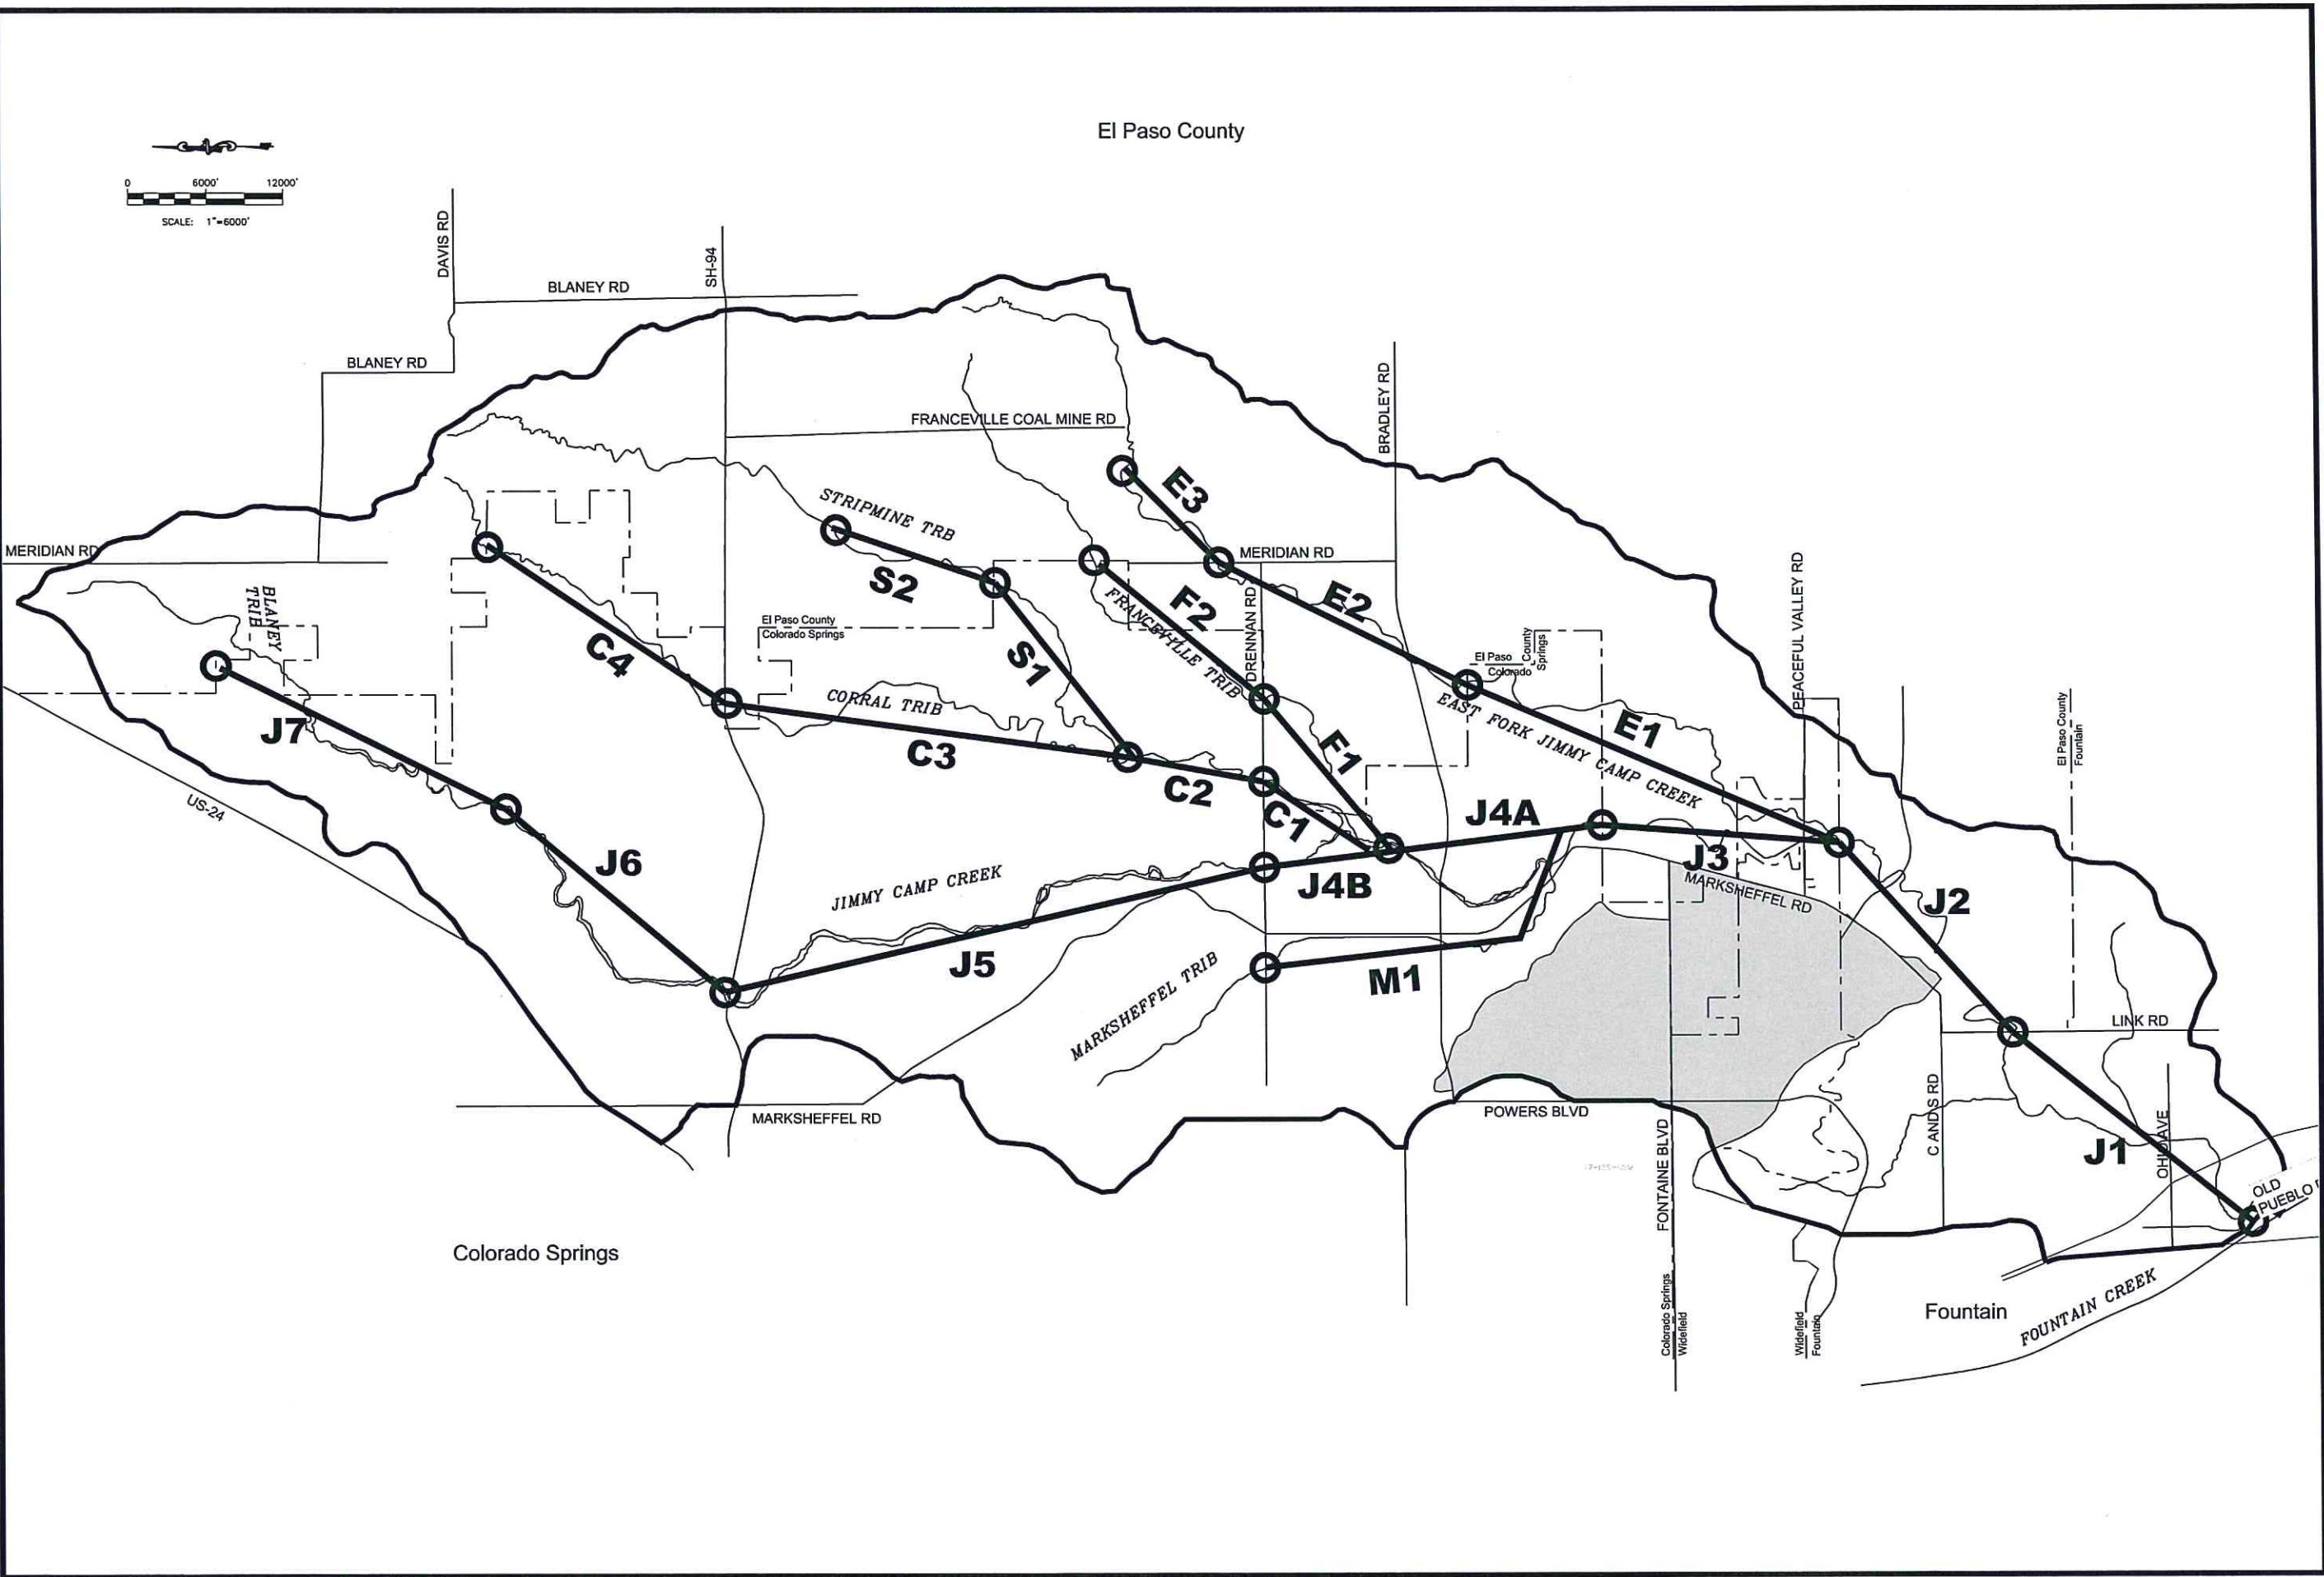 El Paso County
0 6000' 12000'
SCALE: 1"=6000'
DAVIS RD
SH-94
BLANEY RD
BLANEY RD
BRADLEY RD
FRANCEVILLE COAL MINE RD
E3
STRIPMINE TRB
MERIDIAN RD
MERIDIAN RD
PEACEFUL VALLEY RD
BLANEY
TRIB
S2
F2
E2
DRENNAN RD
FRANCEVILLE TRIB
El Paso County
Colorado Springs
C4
S1
El Paso County
Colorado Springs
CORRAL TRIB
EAST FORK JIMMY CAMP CREEK
E1
El Paso County
Fountain
J7
C3
F1
C2
C1
J4A
US-24
J6
J3
JIMMY CAMP CREEK
J4B
MARKSHEFFEL RD
J2
J5
M1
MARKSHEFFEL TRIB
LINK RD
MARKSHEFFEL RD
POWERS BLVD
C AND S RD
OHIO AVE
J1
FONTAINE BLVD
OLD
PUEBLO
Colorado Springs
Colorado Springs
Widefield
Widefield
Fountain
Fountain
FOUNTAIN CREEK